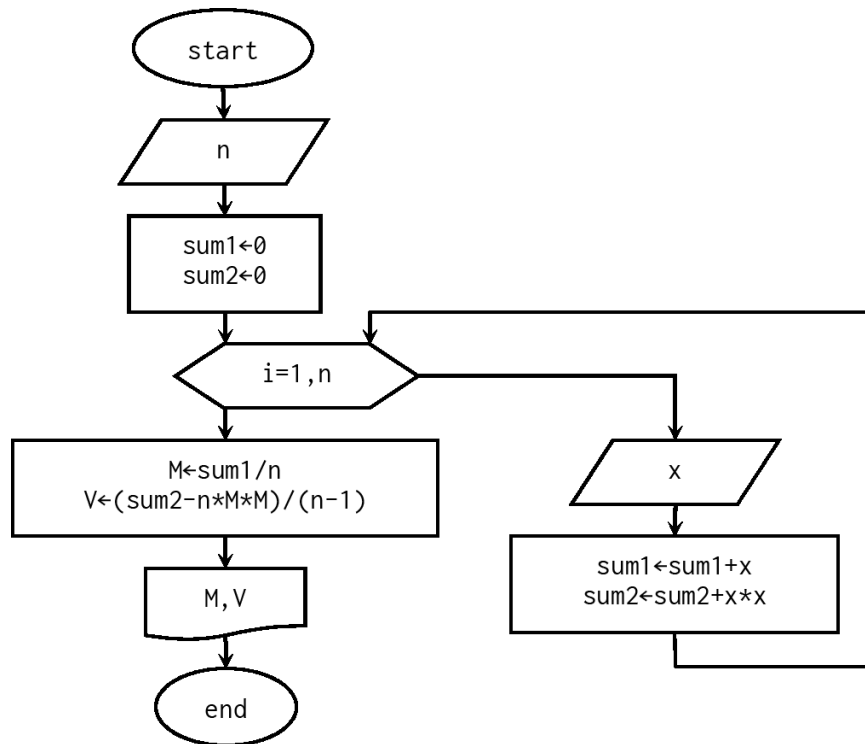 start
n
sum1←0
sum2←0
i=1,n
M←sum1/n
V←(sum2-n*M*M)/(n-1)
M,V
end
x
sum1←sum1+x
sum2←sum2+x*x